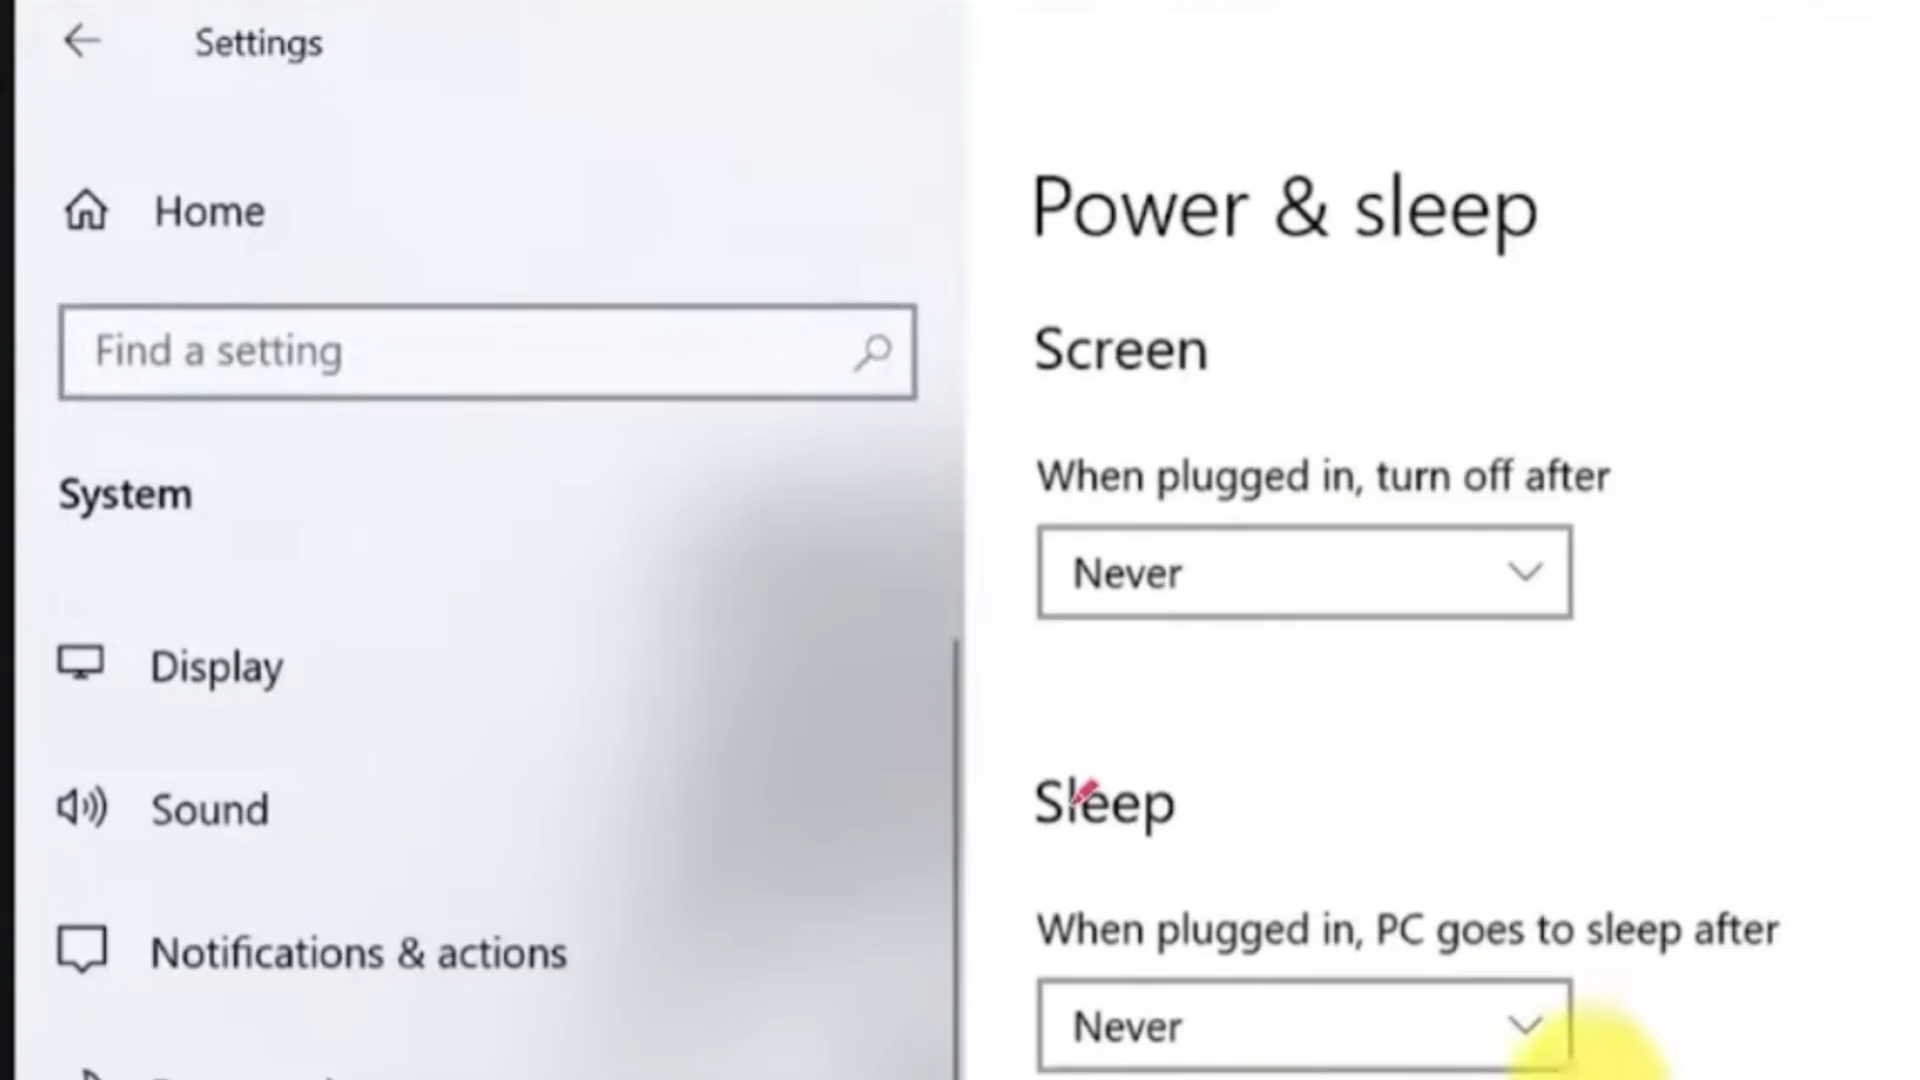 Settings
Home
Find a setting
System
Display
Sound
Notifications & actions
Power & sleep
Screen
When plugged in, turn off after
Never
Sleep
When plugged in, PC goes to sleep after
Never